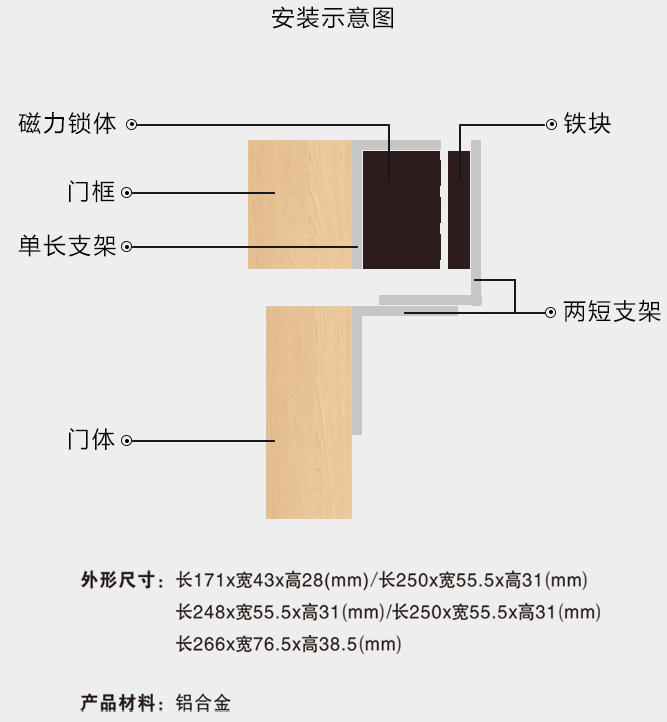 安装示意图
磁力锁体
铁块
门框
单长支架
两短支架
门体
外形尺寸：长171x宽43x高28(mm)/长250x宽55.5x高31(mm)
长248x宽55.5x高31(mm)/长250x宽55.5x高31(mm)
长266x宽76.5x高38.5(mm)
产品材料：铝合金